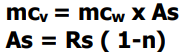 mcᵥ = mcw x As
As = Rs ( 1-n)